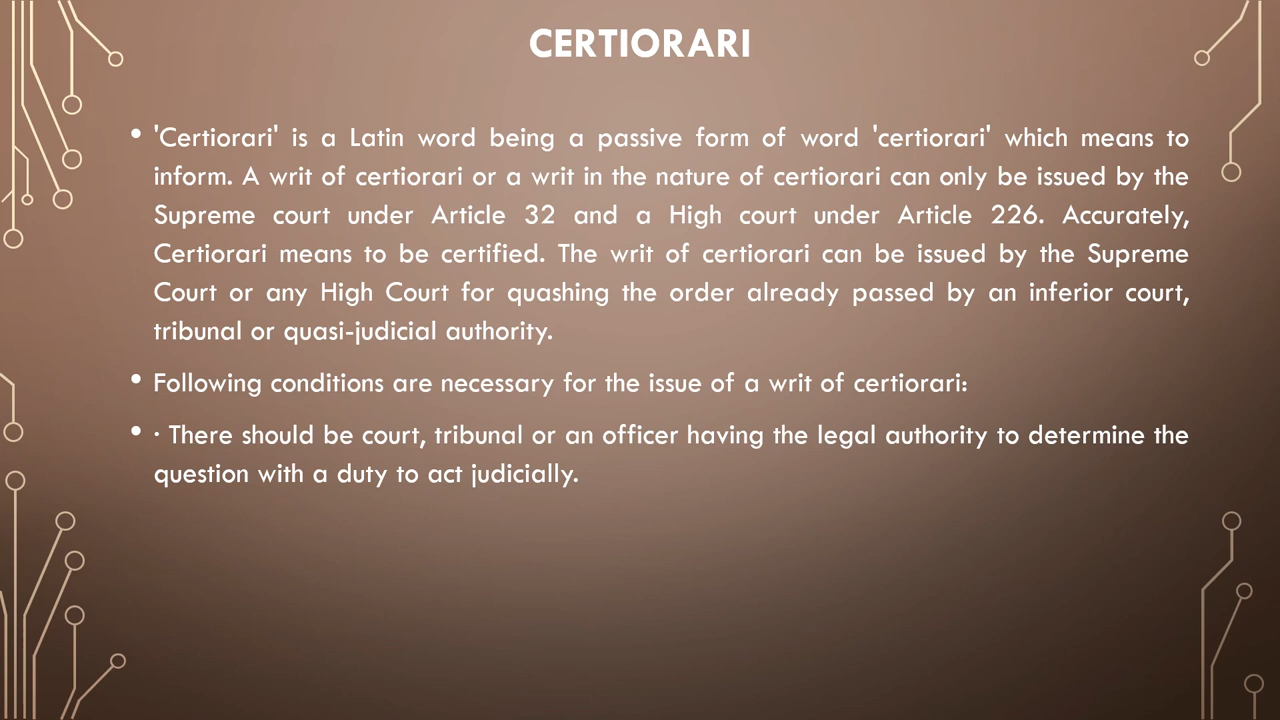 CERTIORARI
• 'Certiorari' is a Latin word being a passive form of word 'certiorari' which means to
inform. A writ of certiorari or a writ in the nature of certiorari can only be issued by the
Supreme court under Article 32 and a High court under Article 226. Accurately,
Certiorari means to be certified. The writ of certiorari can be issued by the Supreme
Court or any High Court for quashing the order already passed by an inferior court,
tribunal or quasi-judicial authority.
• Following conditions are necessary for the issue of a writ of certiorari:
• · There should be court, tribunal or an officer having the legal authority to determine the
question with a duty to act judicially.